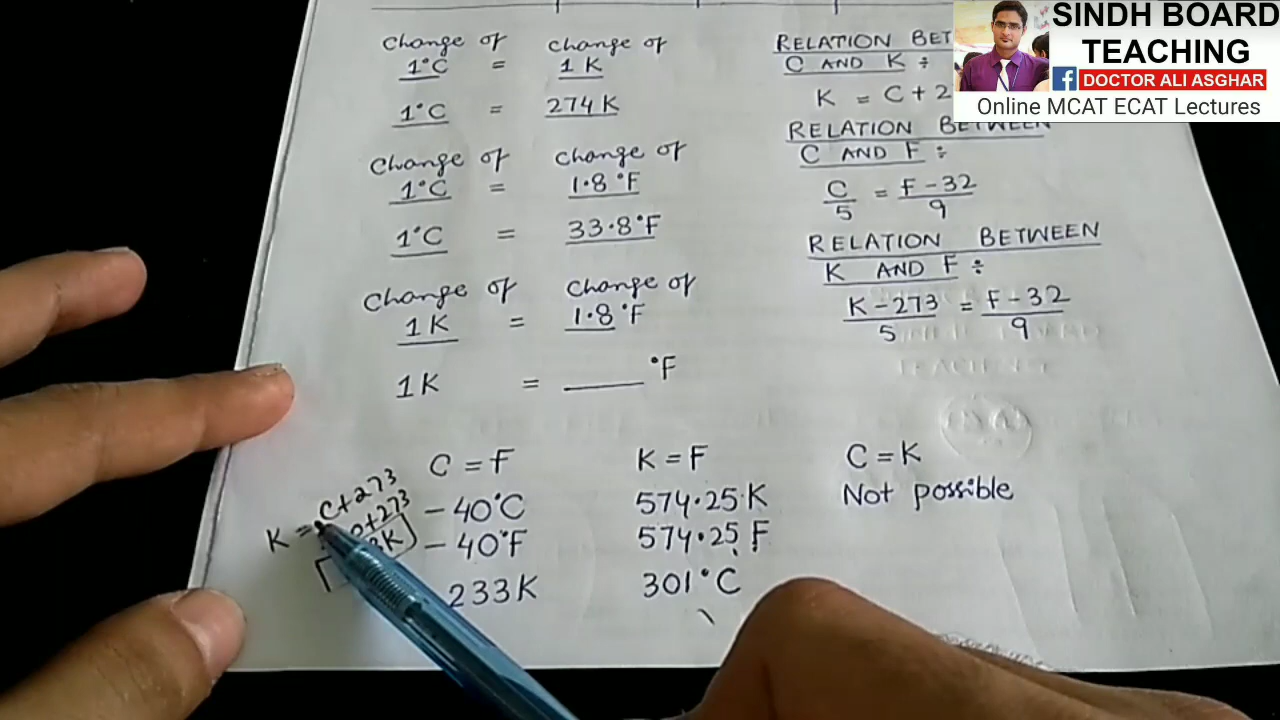 SINDH BOARD
TEACHING
DOCTOR ALI ASGHAR
Online MCAT ECAT Lectures
Change of Change of
1°C = 1 K
1°C = 274 K
Change of Change of
1°C = 1.8 °F
1°C = 33.8°F
Change of Change of
1 K = 1.8 °F
1 K = ____ °F
RELATION
C AND K :
K = C + 2
RELATION BETWEEN
C AND F :
C/5 = F - 32/9
RELATION BETWEEN
K AND F :
K - 273/5 = F - 32/9
C = F
- 40°C
- 40°F
233K
K = C+273
+273
K
K = F
574.25 K
574.25 F
301°C
C = K
Not possible